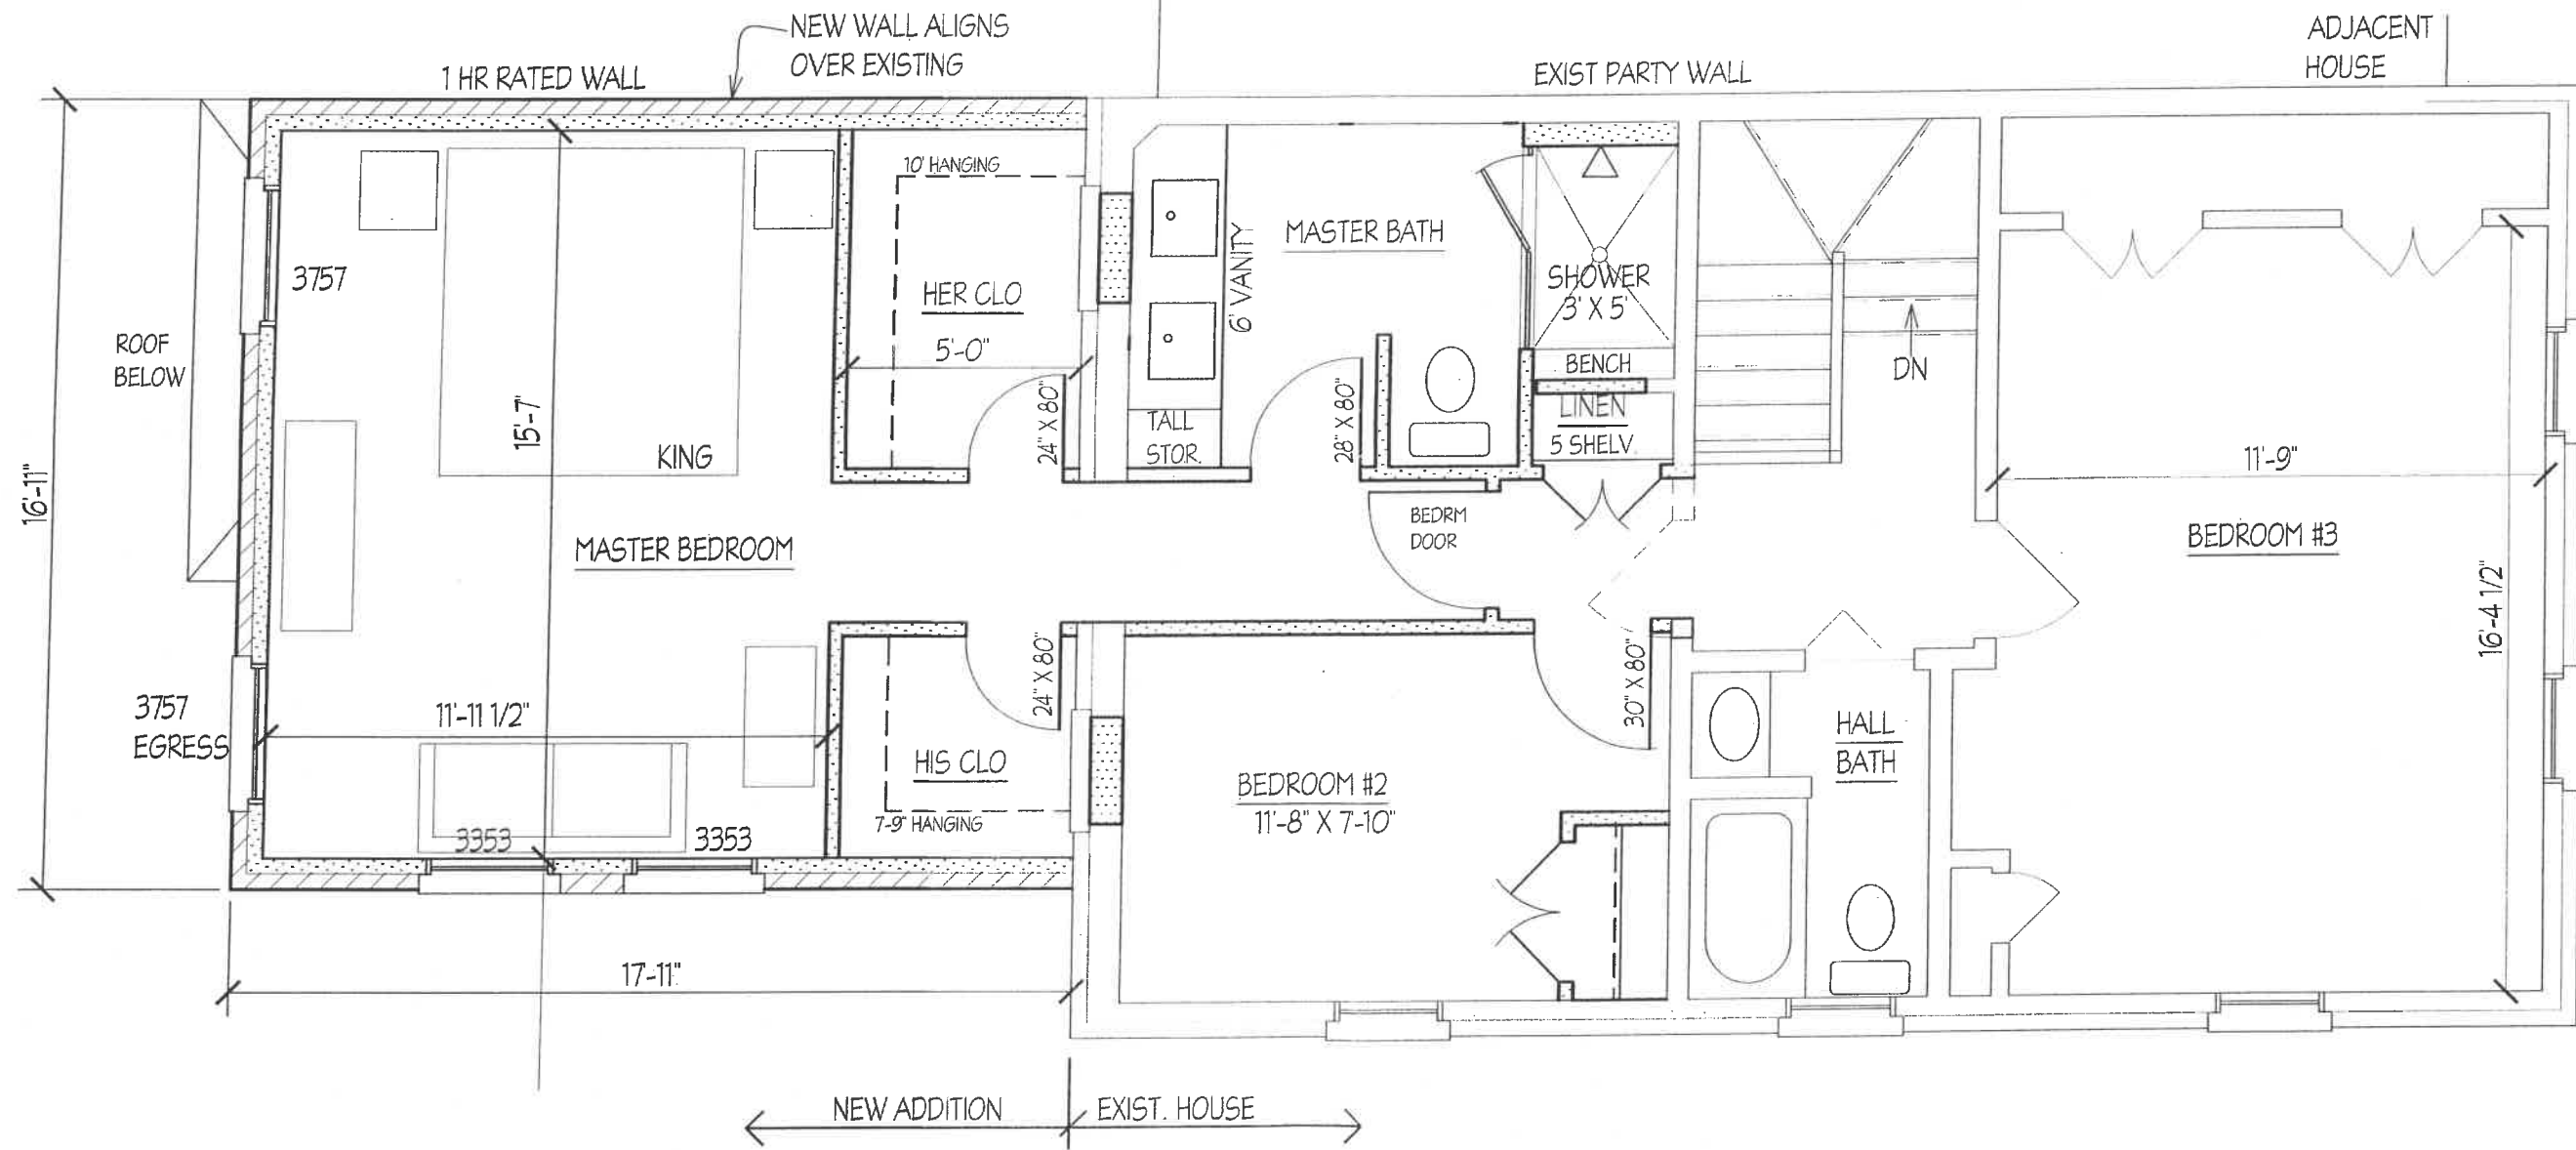 NEW WALL ALIGNS
OVER EXISTING
1 HR RATED WALL
EXIST PARTY WALL
ADJACENT
HOUSE
10' HANGING
3757
HER CLO
5'-0"
24" X 80"
6' VANITY
MASTER BATH
SHOWER
3' X 5'
BENCH
LINEN
5 SHELV.
TALL
STOR.
28" X 80"
DN
11'-9"
BEDROOM #3
16'-4 1/2"
ROOF
BELOW
16'-11"
15'-7"
KING
MASTER BEDROOM
BEDRM
DOOR
3757
EGRESS
11'-11 1/2"
3353
3353
24" X 80"
HIS CLO
7'-9" HANGING
30" X 80"
BEDROOM #2
11'-8" X 7'-10"
HALL
BATH
17'-11"
NEW ADDITION
EXIST. HOUSE